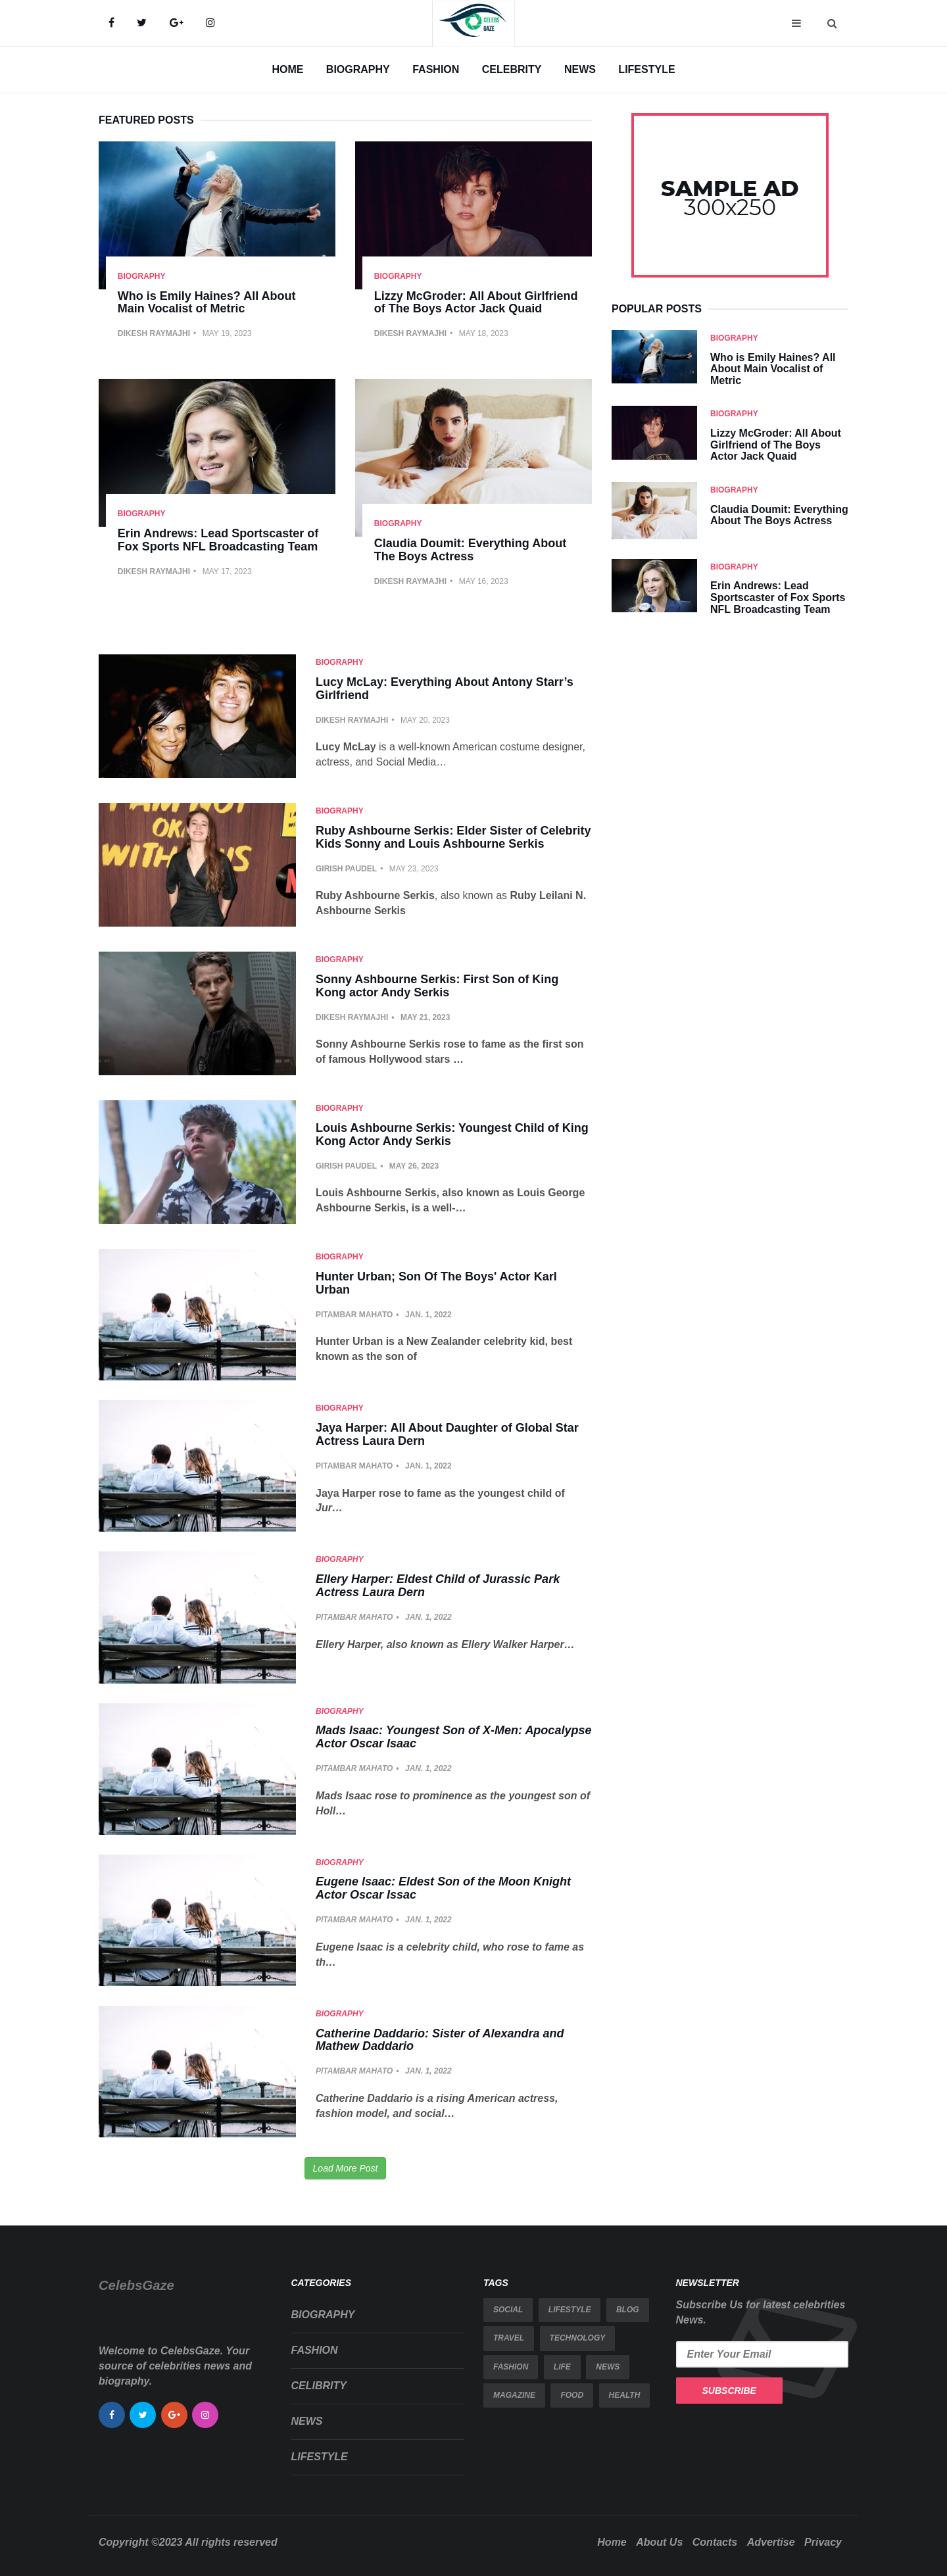 CELEBS
GAZE
HOME BIOGRAPHY FASHION CELEBRITY NEWS LIFESTYLE
FEATURED POSTS
BIOGRAPHY
Who is Emily Haines? All About
Main Vocalist of Metric
DIKESH RAYMAJHI • MAY 19, 2023
BIOGRAPHY
Lizzy McGroder: All About Girlfriend
of The Boys Actor Jack Quaid
DIKESH RAYMAJHI • MAY 18, 2023
BIOGRAPHY
Erin Andrews: Lead Sportscaster of
Fox Sports NFL Broadcasting Team
DIKESH RAYMAJHI • MAY 17, 2023
BIOGRAPHY
Claudia Doumit: Everything About
The Boys Actress
DIKESH RAYMAJHI • MAY 16, 2023
SAMPLE AD
300x250
POPULAR POSTS
BIOGRAPHY
Who is Emily Haines? All
About Main Vocalist of
Metric
BIOGRAPHY
Lizzy McGroder: All About
Girlfriend of The Boys
Actor Jack Quaid
BIOGRAPHY
Claudia Doumit: Everything
About The Boys Actress
BIOGRAPHY
Erin Andrews: Lead
Sportscaster of Fox Sports
NFL Broadcasting Team
BIOGRAPHY
Lucy McLay: Everything About Antony Starr’s
Girlfriend
DIKESH RAYMAJHI • MAY 20, 2023
Lucy McLay is a well-known American costume designer,
actress, and Social Media…
I AM NOT
OKAY
WITH THIS
BIOGRAPHY
Ruby Ashbourne Serkis: Elder Sister of Celebrity
Kids Sonny and Louis Ashbourne Serkis
GIRISH PAUDEL • MAY 23, 2023
Ruby Ashbourne Serkis, also known as Ruby Leilani N.
Ashbourne Serkis
BIOGRAPHY
Sonny Ashbourne Serkis: First Son of King
Kong actor Andy Serkis
DIKESH RAYMAJHI • MAY 21, 2023
Sonny Ashbourne Serkis rose to fame as the first son
of famous Hollywood stars …
BIOGRAPHY
Louis Ashbourne Serkis: Youngest Child of King
Kong Actor Andy Serkis
GIRISH PAUDEL • MAY 26, 2023
Louis Ashbourne Serkis, also known as Louis George
Ashbourne Serkis, is a well-…
BIOGRAPHY
Hunter Urban; Son Of The Boys' Actor Karl
Urban
PITAMBAR MAHATO • JAN. 1, 2022
Hunter Urban is a New Zealander celebrity kid, best
known as the son of
BIOGRAPHY
Jaya Harper: All About Daughter of Global Star
Actress Laura Dern
PITAMBAR MAHATO • JAN. 1, 2022
Jaya Harper rose to fame as the youngest child of
Jur…
BIOGRAPHY
Ellery Harper: Eldest Child of Jurassic Park
Actress Laura Dern
PITAMBAR MAHATO • JAN. 1, 2022
Ellery Harper, also known as Ellery Walker Harper…
BIOGRAPHY
Mads Isaac: Youngest Son of X-Men: Apocalypse
Actor Oscar Isaac
PITAMBAR MAHATO • JAN. 1, 2022
Mads Isaac rose to prominence as the youngest son of
Holl…
BIOGRAPHY
Eugene Isaac: Eldest Son of the Moon Knight
Actor Oscar Issac
PITAMBAR MAHATO • JAN. 1, 2022
Eugene Isaac is a celebrity child, who rose to fame as
th…
BIOGRAPHY
Catherine Daddario: Sister of Alexandra and
Mathew Daddario
PITAMBAR MAHATO • JAN. 1, 2022
Catherine Daddario is a rising American actress,
fashion model, and social…
Load More Post
CelebsGaze
Welcome to CelebsGaze. Your
source of celebrities news and
biography.
CATEGORIES
BIOGRAPHY
FASHION
CELIBRITY
NEWS
LIFESTYLE
TAGS
SOCIAL LIFESTYLE BLOG
TRAVEL TECHNOLOGY
FASHION LIFE NEWS
MAGAZINE FOOD HEALTH
NEWSLETTER
Subscribe Us for latest celebrities
News.
Enter Your Email
SUBSCRIBE
Copyright ©2023 All rights reserved
Home About Us Contacts Advertise Privacy